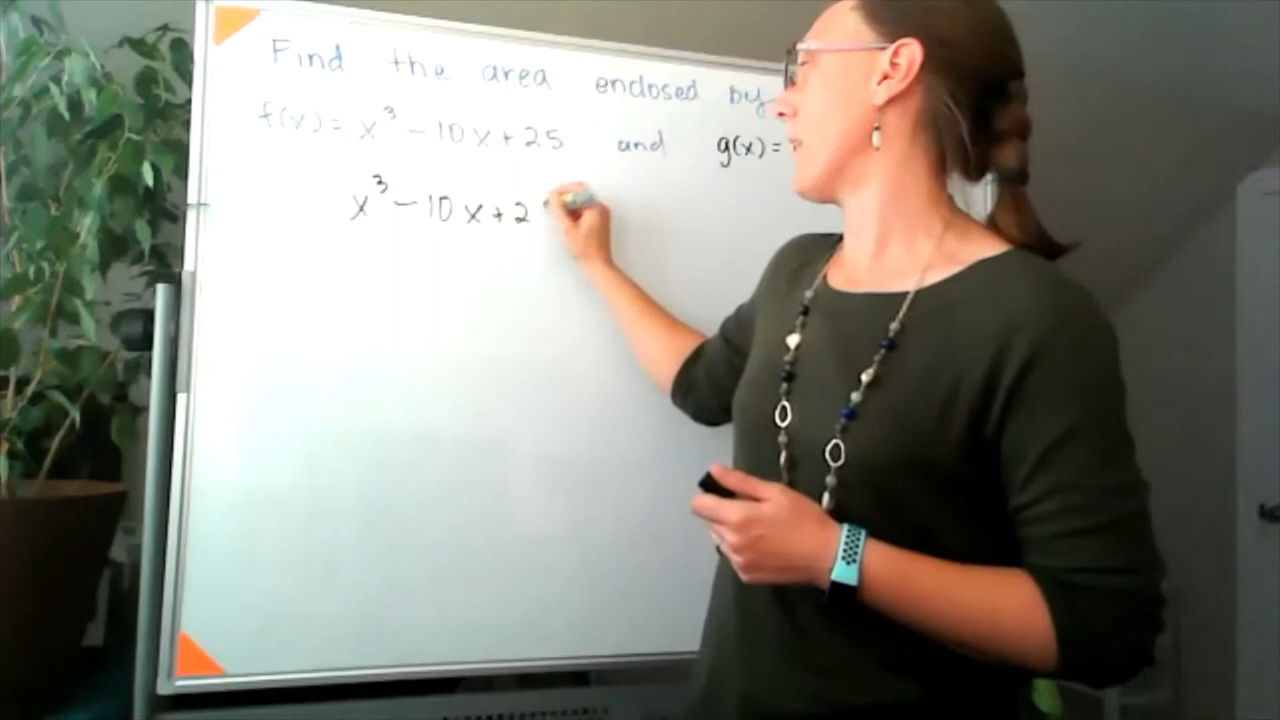 Find the area enclosed by
f(x) = x³ - 10x + 25 and g(x) =
x³ - 10x + 2